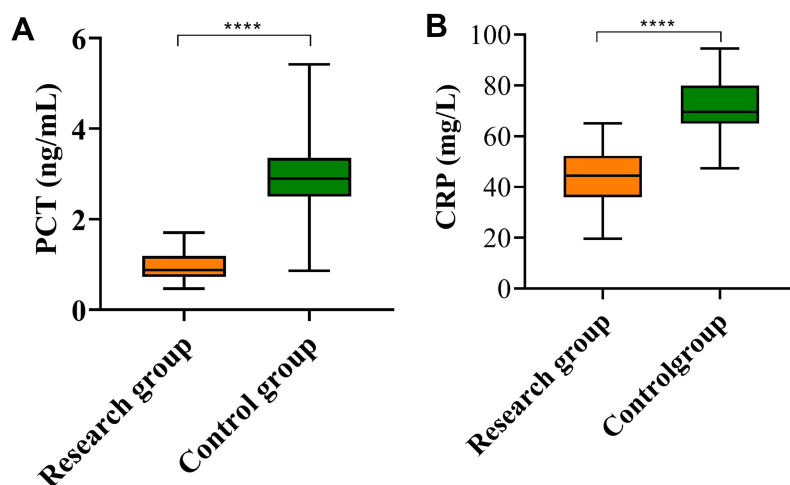 A
PCT (ng/mL)
6
4
2
0
****
Research group
Control group
B
CRP (mg/L)
100
80
60
40
20
0
****
Research group
Controlgroup